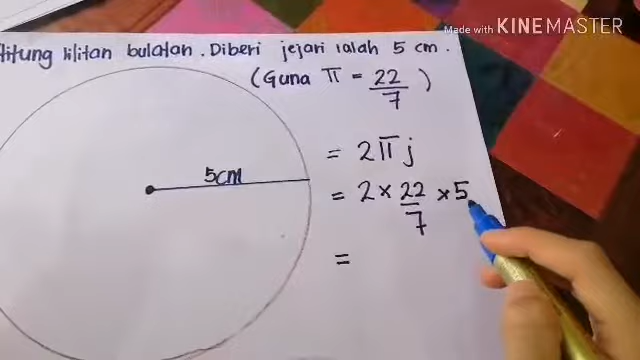 Made with KINEMASTER
Hitung lilitan bulatan. Diberi jejari ialah 5 cm.
(Guna π = 22/7)
= 2πj
5cm
= 2 × 22/7 × 5
=